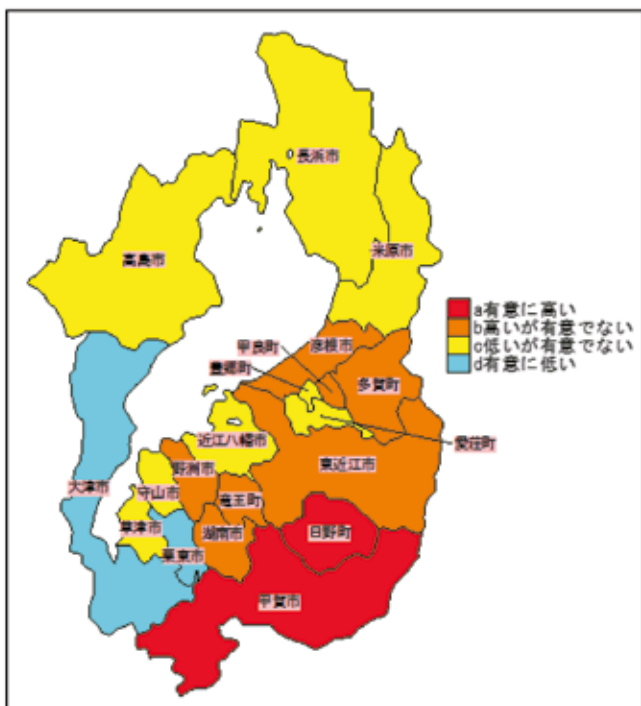 長浜市
米原市
高島市
a有意に高い
b高いが有意でない
c低いが有意でない
d有意に低い
甲良町
彦根市
豊郷町
多賀町
近江八幡市
愛荘町
野洲市
東近江市
大津市
守山市
竜王町
草津市
湖南市
日野町
栗東市
甲賀市